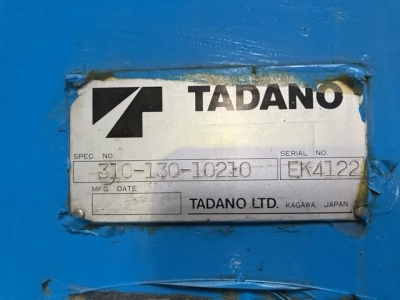 TADANO
SPEC. NO. SERIAL NO.
310-130-10210 EK4122
MFG. DATE
TADANO LTD. KAGAWA, JAPAN